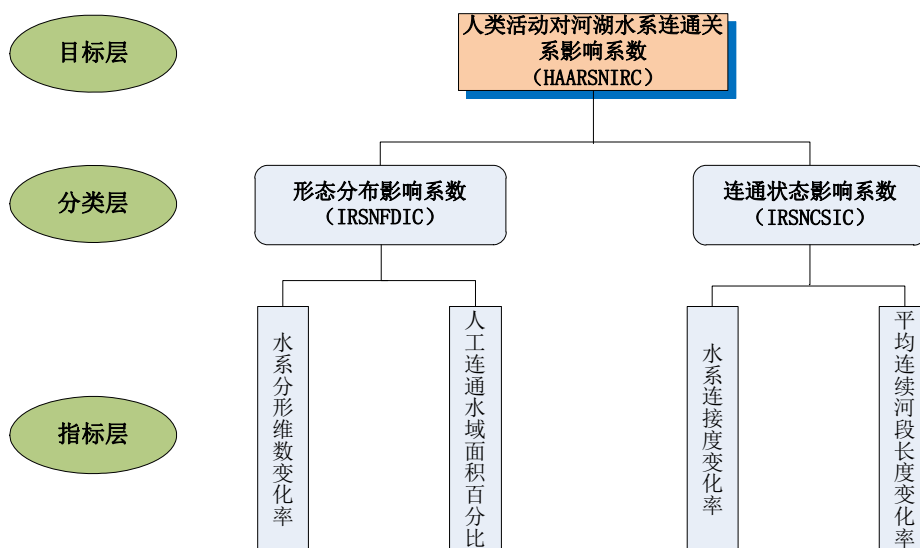 目标层
人类活动对河湖水系连通关
系影响系数
（HAARSNIRC）
分类层
形态分布影响系数
（IRSNFDIC）
连通状态影响系数
（IRSNCSIC）
指标层
水系分形维数变化率
人工连通水域面积百分比
水系连接度变化率
平均连续河段长度变化率